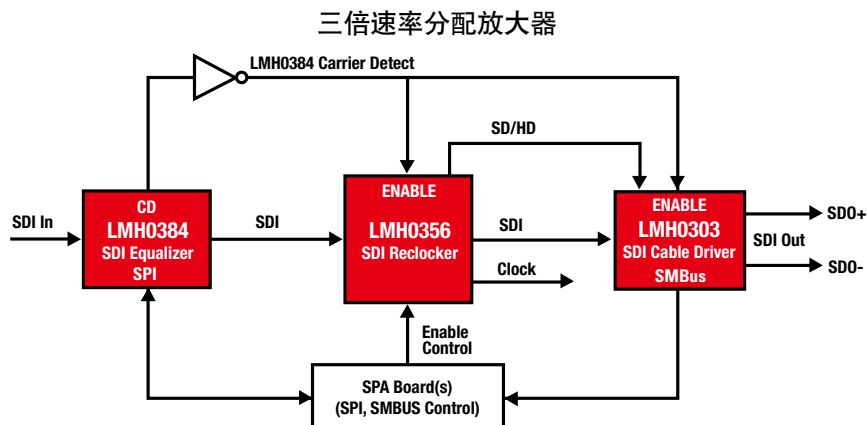 三倍速率分配放大器
LMH0384 Carrier Detect
SD/HD
SDI In
CD
LMH0384
SDI Equalizer
SPI
SDI
ENABLE
LMH0356
SDI Reclocker
SDI
Clock
ENABLE
LMH0303
SDI Cable Driver
SMBus
SDO+
SDI Out
SDO-
Enable
Control
SPA Board(s)
(SPI, SMBUS Control)